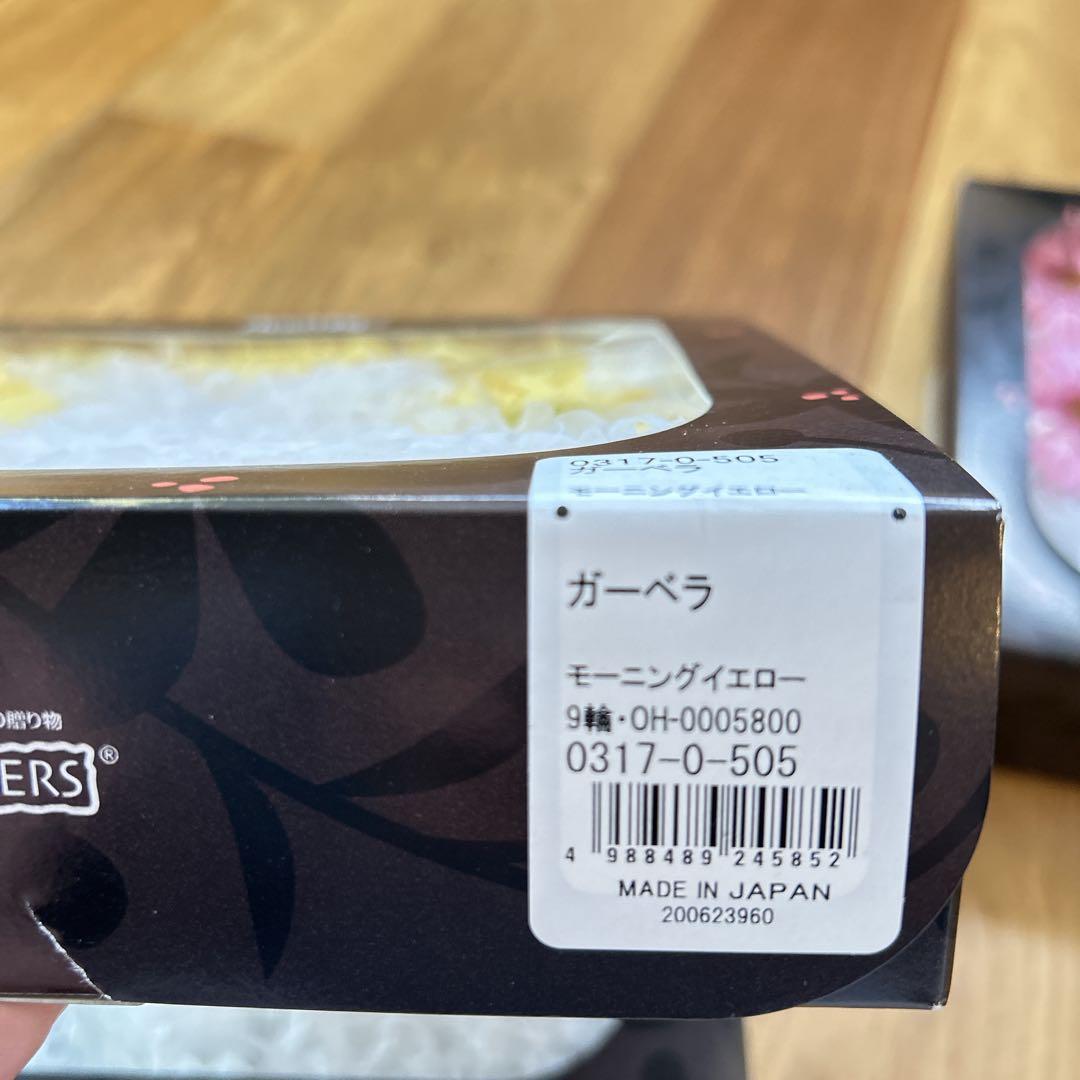 0317-0-505
ガーベラ
モーニングイエロー
ガーベラ
モーニングイエロー
9輪・OH-0005800
0317-0-505
4 988489 245852
MADE IN JAPAN
200623960
の贈り物
ERS®